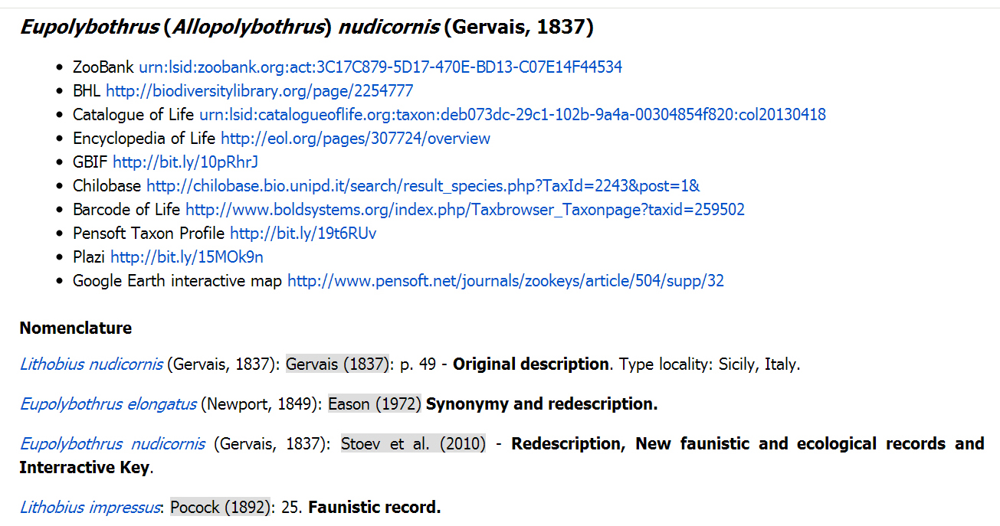 Eupolybothrus (Allopolybothrus) nudicornis (Gervais, 1837)
• ZooBank urn:lsid:zoobank.org:act:3C17C879-5D17-470E-BD13-C07E14F44534
• BHL http://biodiversitylibrary.org/page/2254777
• Catalogue of Life urn:lsid:catalogueoflife.org:taxon:deb073dc-29c1-102b-9a4a-00304854f820:col20130418
• Encyclopedia of Life http://eol.org/pages/307724/overview
• GBIF http://bit.ly/10pRhrJ
• Chilobase http://chilobase.bio.unipd.it/search/result_species.php?TaxId=2243&post=1&
• Barcode of Life http://www.boldsystems.org/index.php/Taxbrowser_Taxonpage?taxid=259502
• Pensoft Taxon Profile http://bit.ly/19t6RUv
• Plazi http://bit.ly/15MOk9n
• Google Earth interactive map http://www.pensoft.net/journals/zookeys/article/504/supp/32
Nomenclature
Lithobius nudicornis (Gervais, 1837): Gervais (1837): p. 49 - Original description. Type locality: Sicily, Italy.
Eupolybothrus elongatus (Newport, 1849): Eason (1972) Synonymy and redescription.
Eupolybothrus nudicornis (Gervais, 1837): Stoev et al. (2010) - Redescription, New faunistic and ecological records and
Interractive Key.
Lithobius impressus: Pocock (1892): 25. Faunistic record.